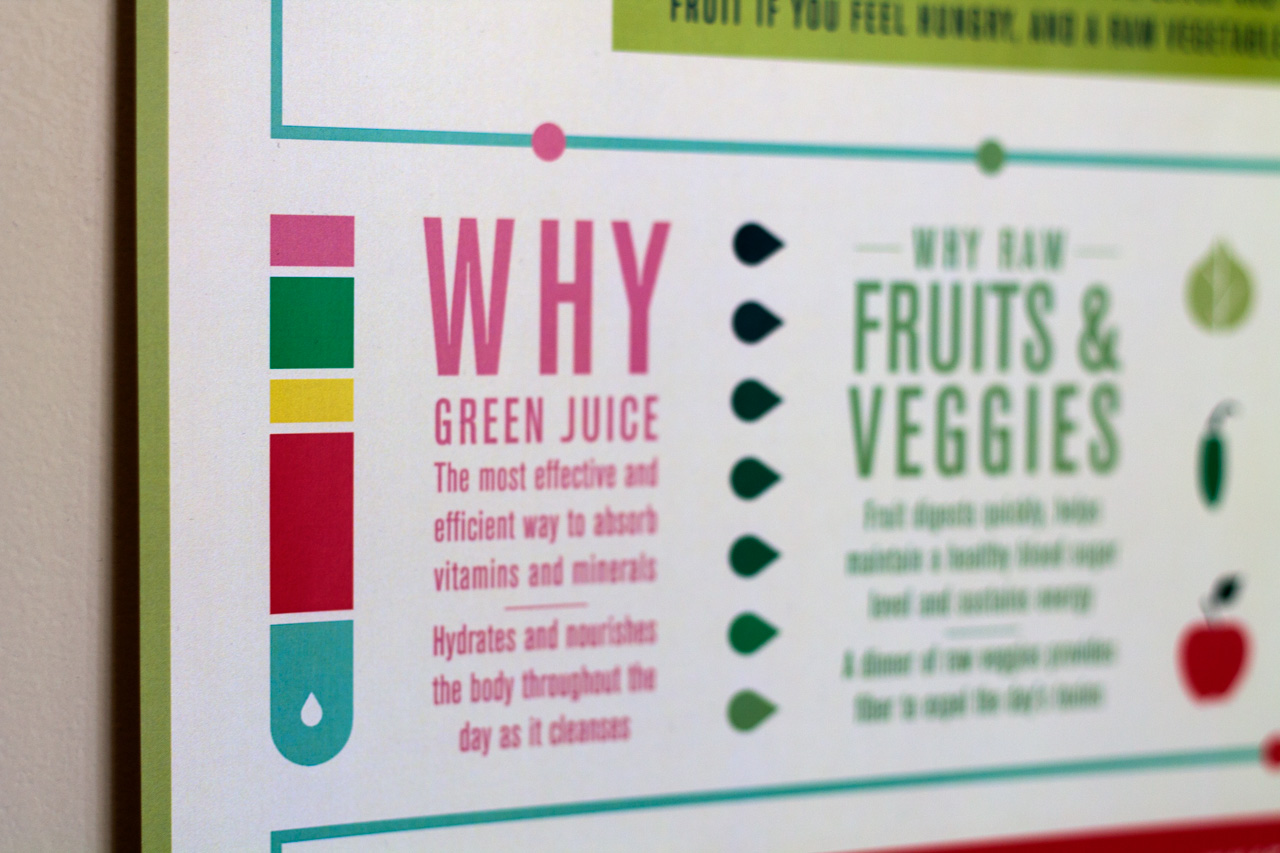 FRUIT IF YOU FEEL HUNGRY, AND A RAW VEGETABLE
WHY
GREEN JUICE
The most effective and
efficient way to absorb
vitamins and minerals
Hydrates and nourishes
the body throughout the
day as it cleanses
WHY RAW
FRUITS &
VEGGIES
Fruit digests quickly, helps
maintain a healthy blood sugar
level and sustains energy
A dinner of raw veggies provides
fiber to expel the day's toxins